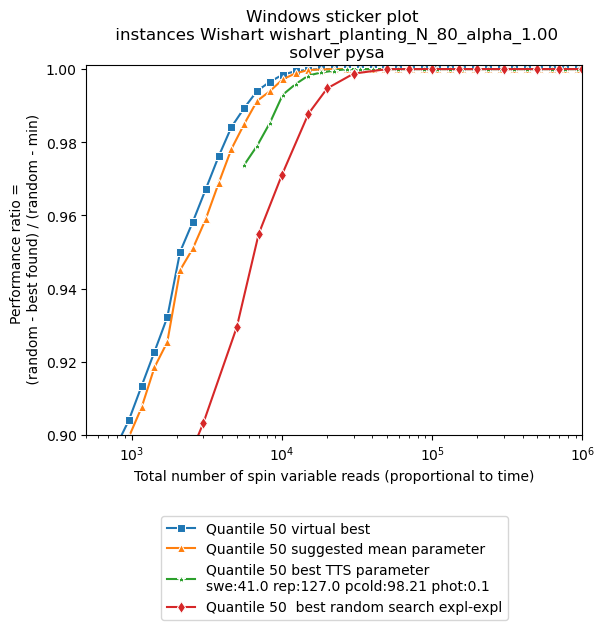 Windows sticker plot
instances Wishart wishart_planting_N_80_alpha_1.00
solver pysa
1.00
0.98
0.96
0.94
0.92
0.90
Performance ratio =
(random - best found) / (random - min)
10³
10⁴
10⁵
10⁶
Total number of spin variable reads (proportional to time)
Quantile 50 virtual best
Quantile 50 suggested mean parameter
Quantile 50 best TTS parameter
swe:41.0 rep:127.0 pcold:98.21 phot:0.1
Quantile 50  best random search expl-expl